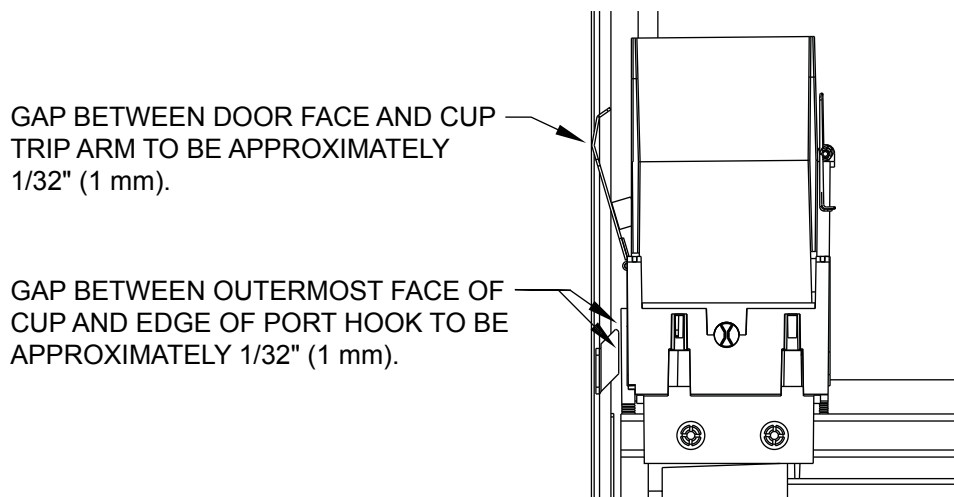 GAP BETWEEN DOOR FACE AND CUP
TRIP ARM TO BE APPROXIMATELY
1/32" (1 mm).
GAP BETWEEN OUTERMOST FACE OF
CUP AND EDGE OF PORT HOOK TO BE
APPROXIMATELY 1/32" (1 mm).